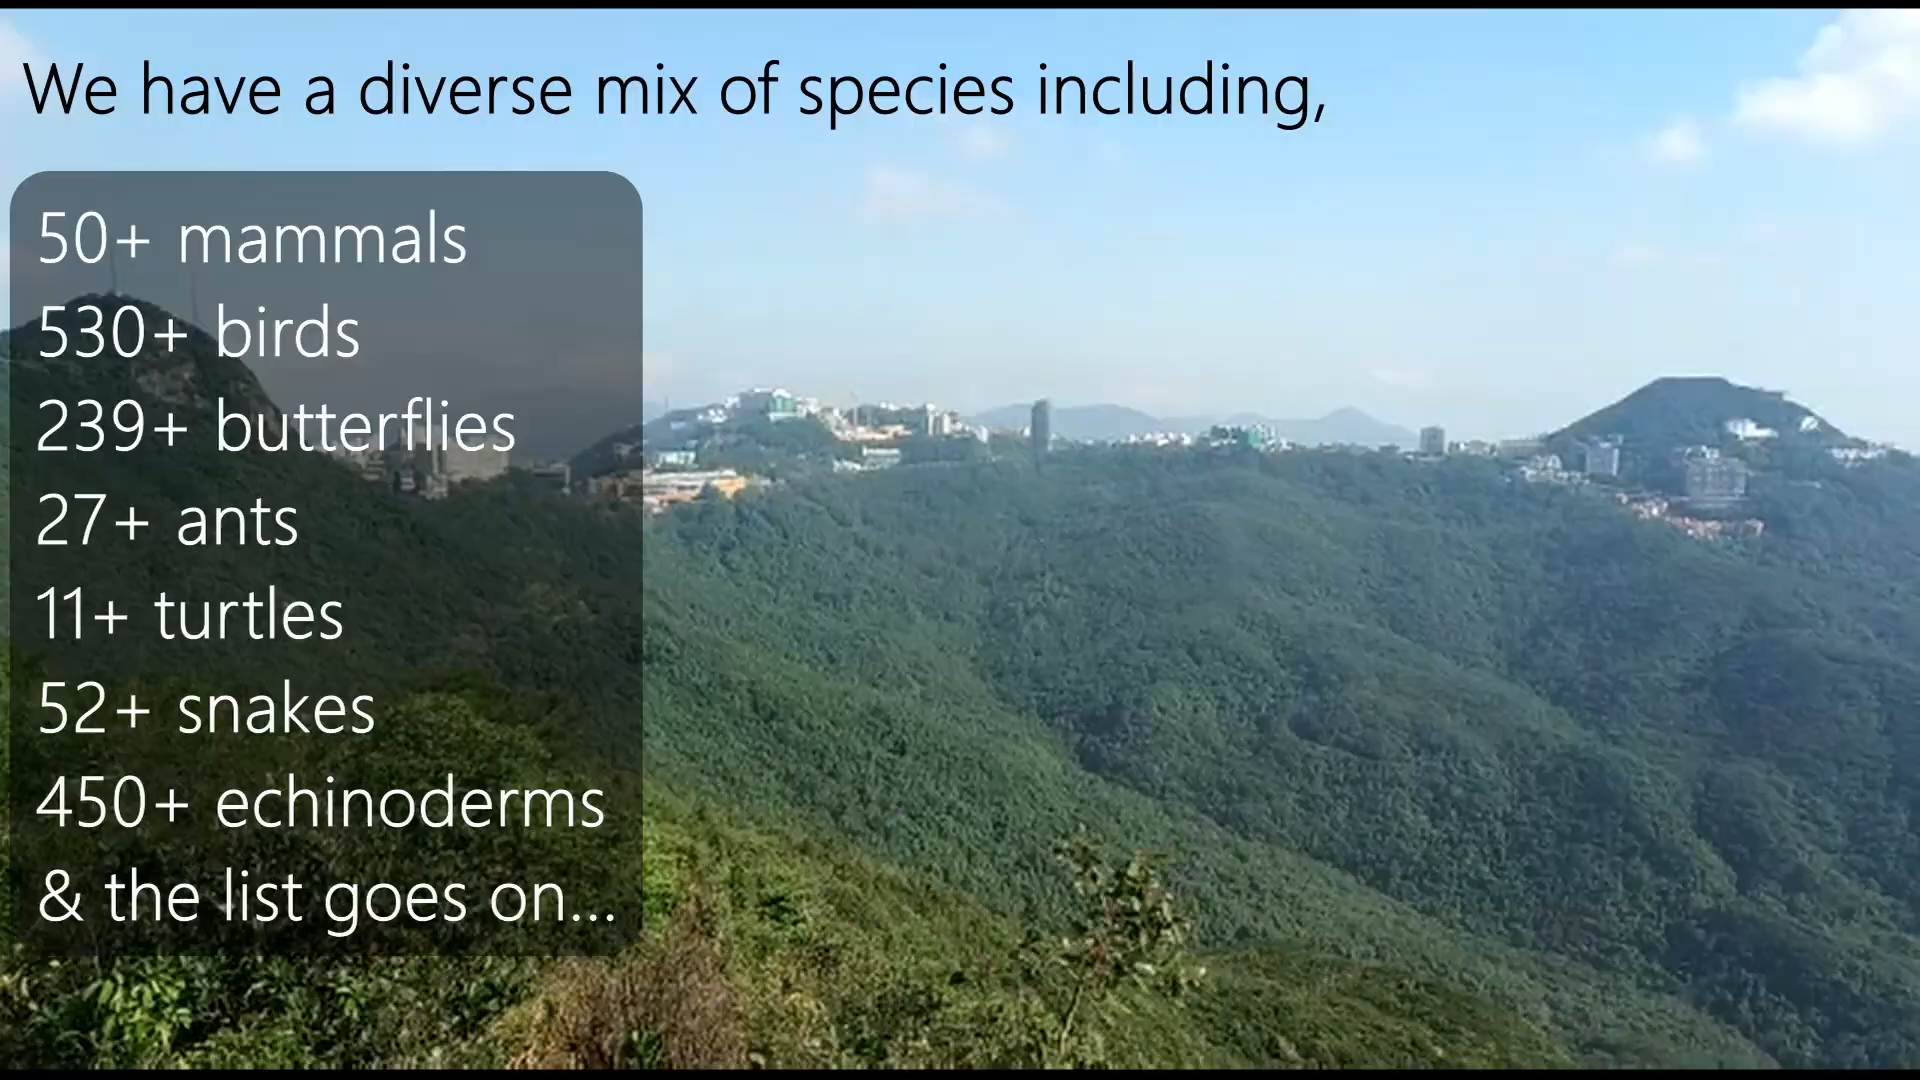 We have a diverse mix of species including,
50+ mammals
530+ birds
239+ butterflies
27+ ants
11+ turtles
52+ snakes
450+ echinoderms
& the list goes on...